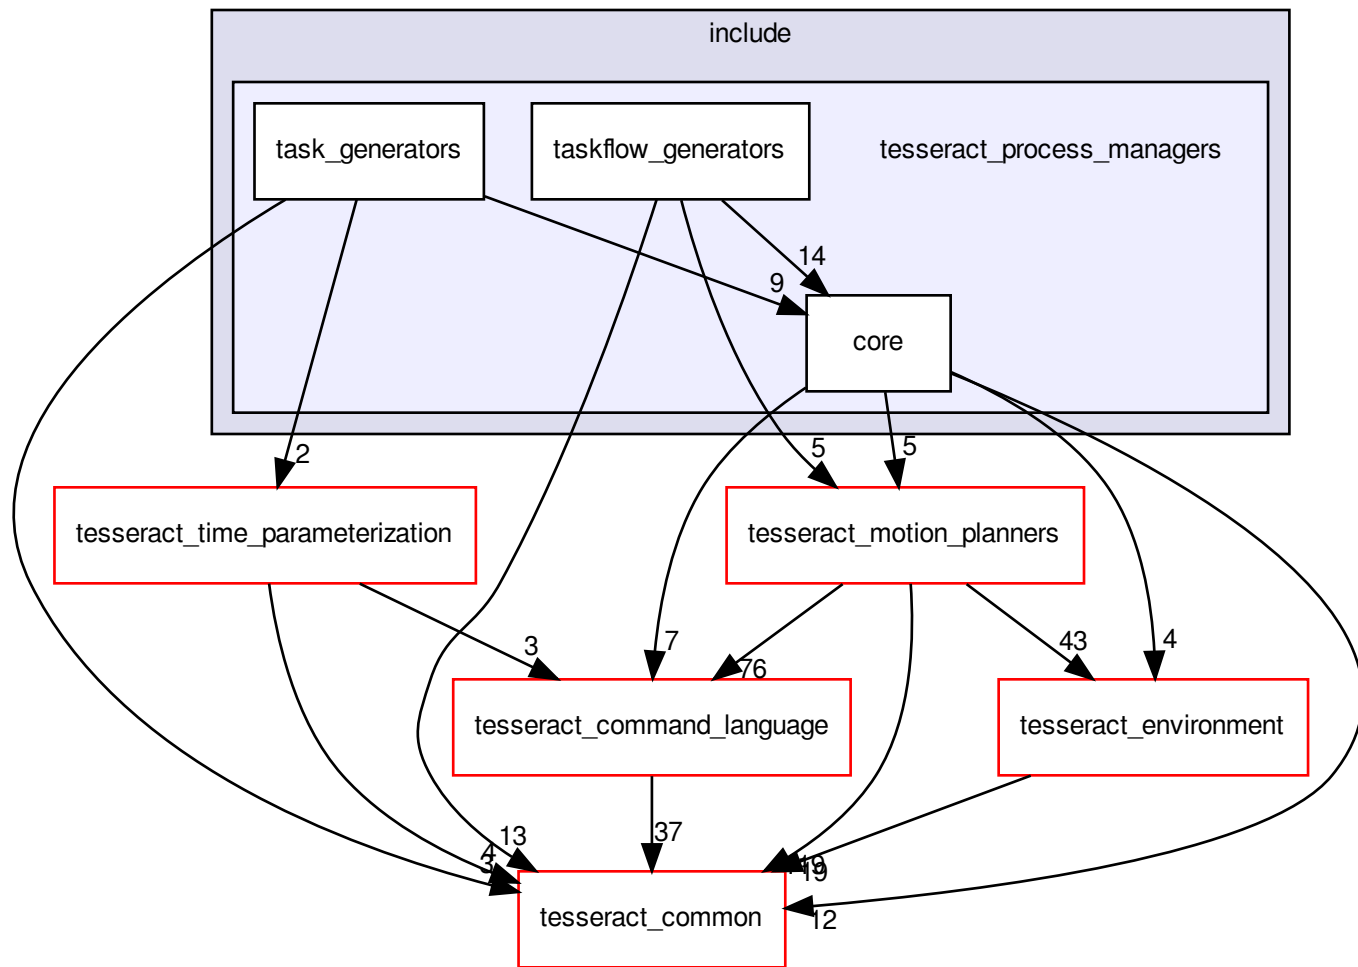 include
task_generators
taskflow_generators
tesseract_process_managers
14
9
core
2
5
5
tesseract_time_parameterization
tesseract_motion_planners
3
7
76
43
4
tesseract_command_language
tesseract_environment
13
37
4
3
19
12
tesseract_common